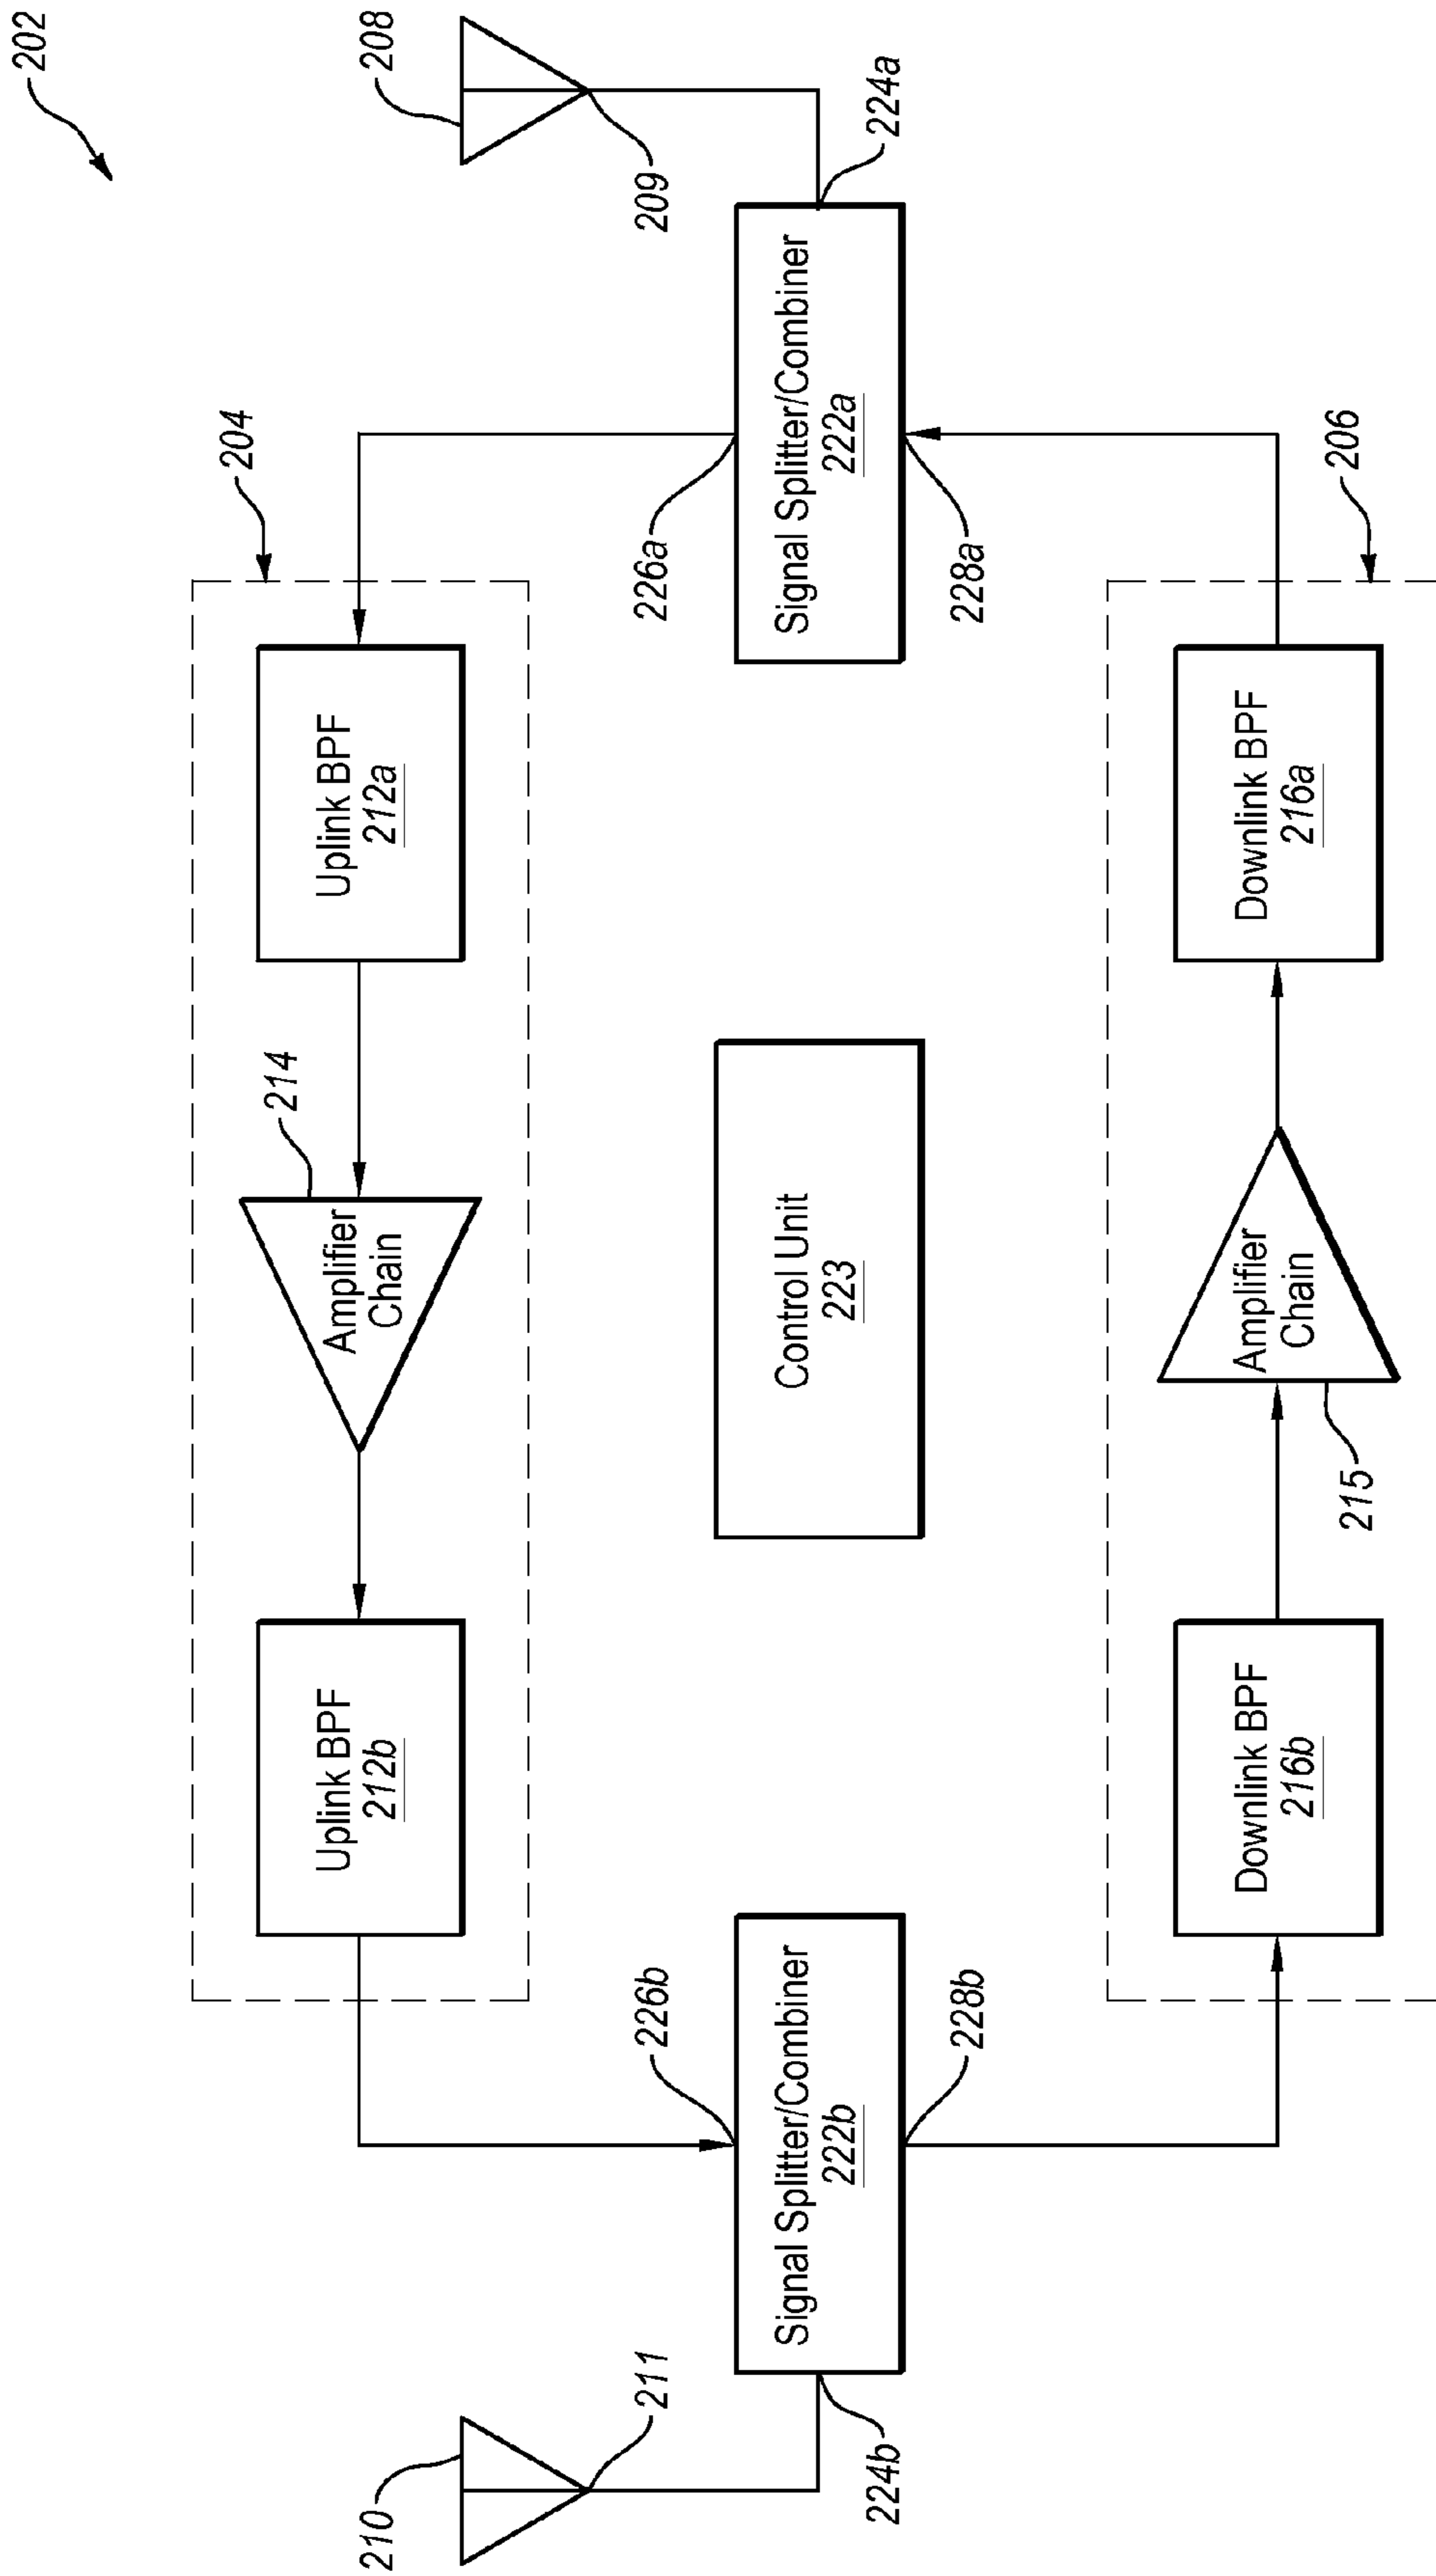 202
204
214
208
210
Uplink BPF
212b
Amplifier
Chain
Uplink BPF
212a
211
226b
226a
209
Signal Splitter/Combiner
222b
Control Unit
223
Signal Splitter/Combiner
222a
224b
228b
228a
224a
Downlink BPF
216b
Amplifier
Chain
Downlink BPF
216a
215
206